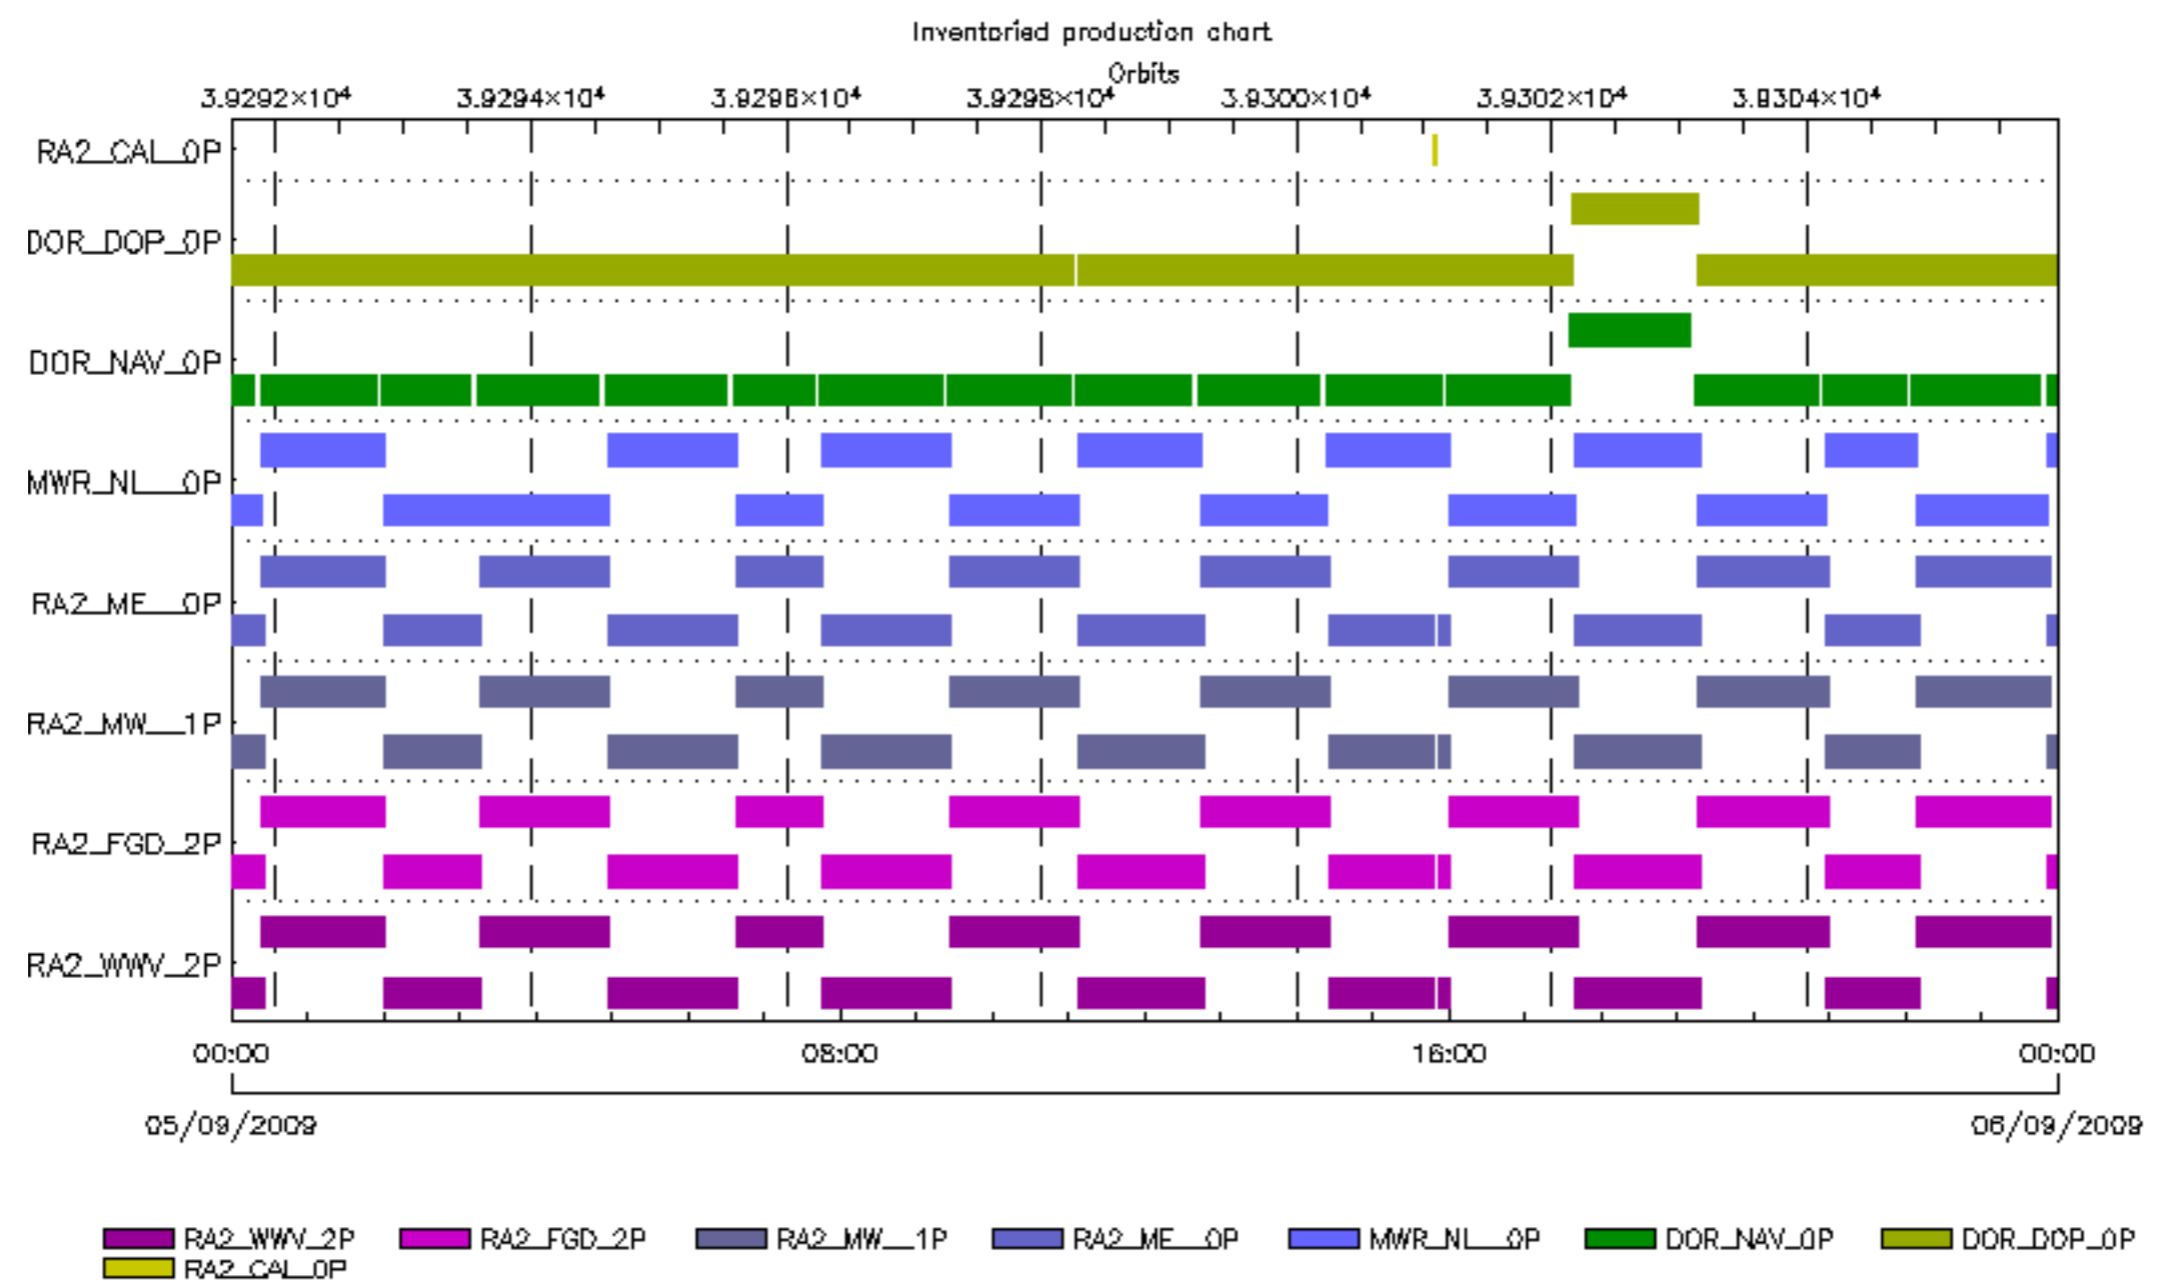 Inventoried production chart
Orbits
3.9292×10⁴ 3.9294×10⁴ 3.9296×10⁴ 3.9298×10⁴ 3.9300×10⁴ 3.9302×10⁴ 3.9304×10⁴
RA2_CAL_0P
DOR_DOP_0P
DOR_NAV_0P
MWR_NL__0P
RA2_ME__0P
RA2_MW__1P
RA2_FGD_2P
RA2_WWV_2P
00:00 08:00 16:00 00:00
05/09/2009 06/09/2009
RA2_WWV_2P RA2_FGD_2P RA2_MW__1P RA2_ME__0P MWR_NL__0P DOR_NAV_0P DOR_DOP_0P
RA2_CAL_0P